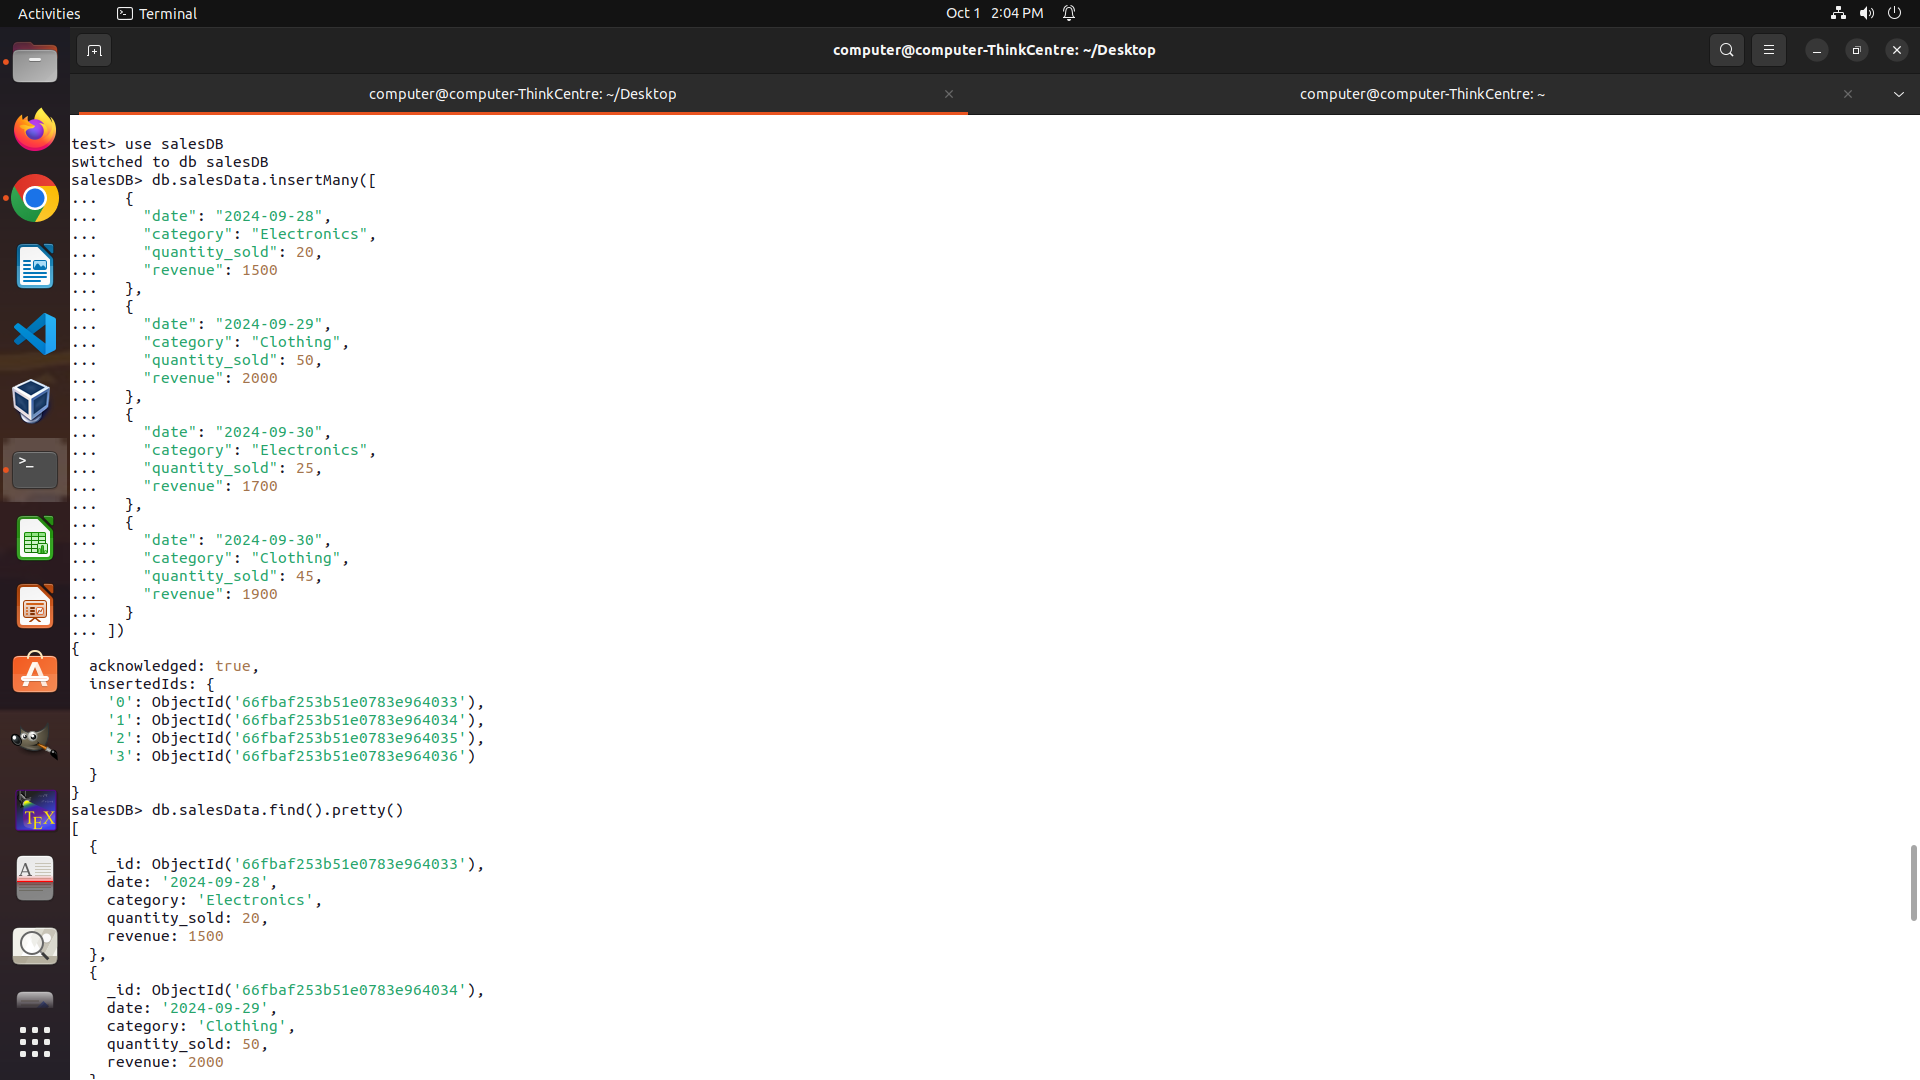 Activities
Terminal
Oct 1 2:04 PM
computer@computer-ThinkCentre: ~/Desktop
computer@computer-ThinkCentre: ~/Desktop
computer@computer-ThinkCentre: ~
test> use salesDB
switched to db salesDB
salesDB> db.salesData.insertMany([
...   {
...     "date": "2024-09-28",
...     "category": "Electronics",
...     "quantity_sold": 20,
...     "revenue": 1500
...   },
...   {
...     "date": "2024-09-29",
...     "category": "Clothing",
...     "quantity_sold": 50,
...     "revenue": 2000
...   },
...   {
...     "date": "2024-09-30",
...     "category": "Electronics",
...     "quantity_sold": 25,
...     "revenue": 1700
...   },
...   {
...     "date": "2024-09-30",
...     "category": "Clothing",
...     "quantity_sold": 45,
...     "revenue": 1900
...   }
... ])
{
  acknowledged: true,
  insertedIds: {
    '0': ObjectId('66fbaf253b51e0783e964033'),
    '1': ObjectId('66fbaf253b51e0783e964034'),
    '2': ObjectId('66fbaf253b51e0783e964035'),
    '3': ObjectId('66fbaf253b51e0783e964036')
  }
}
salesDB> db.salesData.find().pretty()
[
  {
    _id: ObjectId('66fbaf253b51e0783e964033'),
    date: '2024-09-28',
    category: 'Electronics',
    quantity_sold: 20,
    revenue: 1500
  },
  {
    _id: ObjectId('66fbaf253b51e0783e964034'),
    date: '2024-09-29',
    category: 'Clothing',
    quantity_sold: 50,
    revenue: 2000